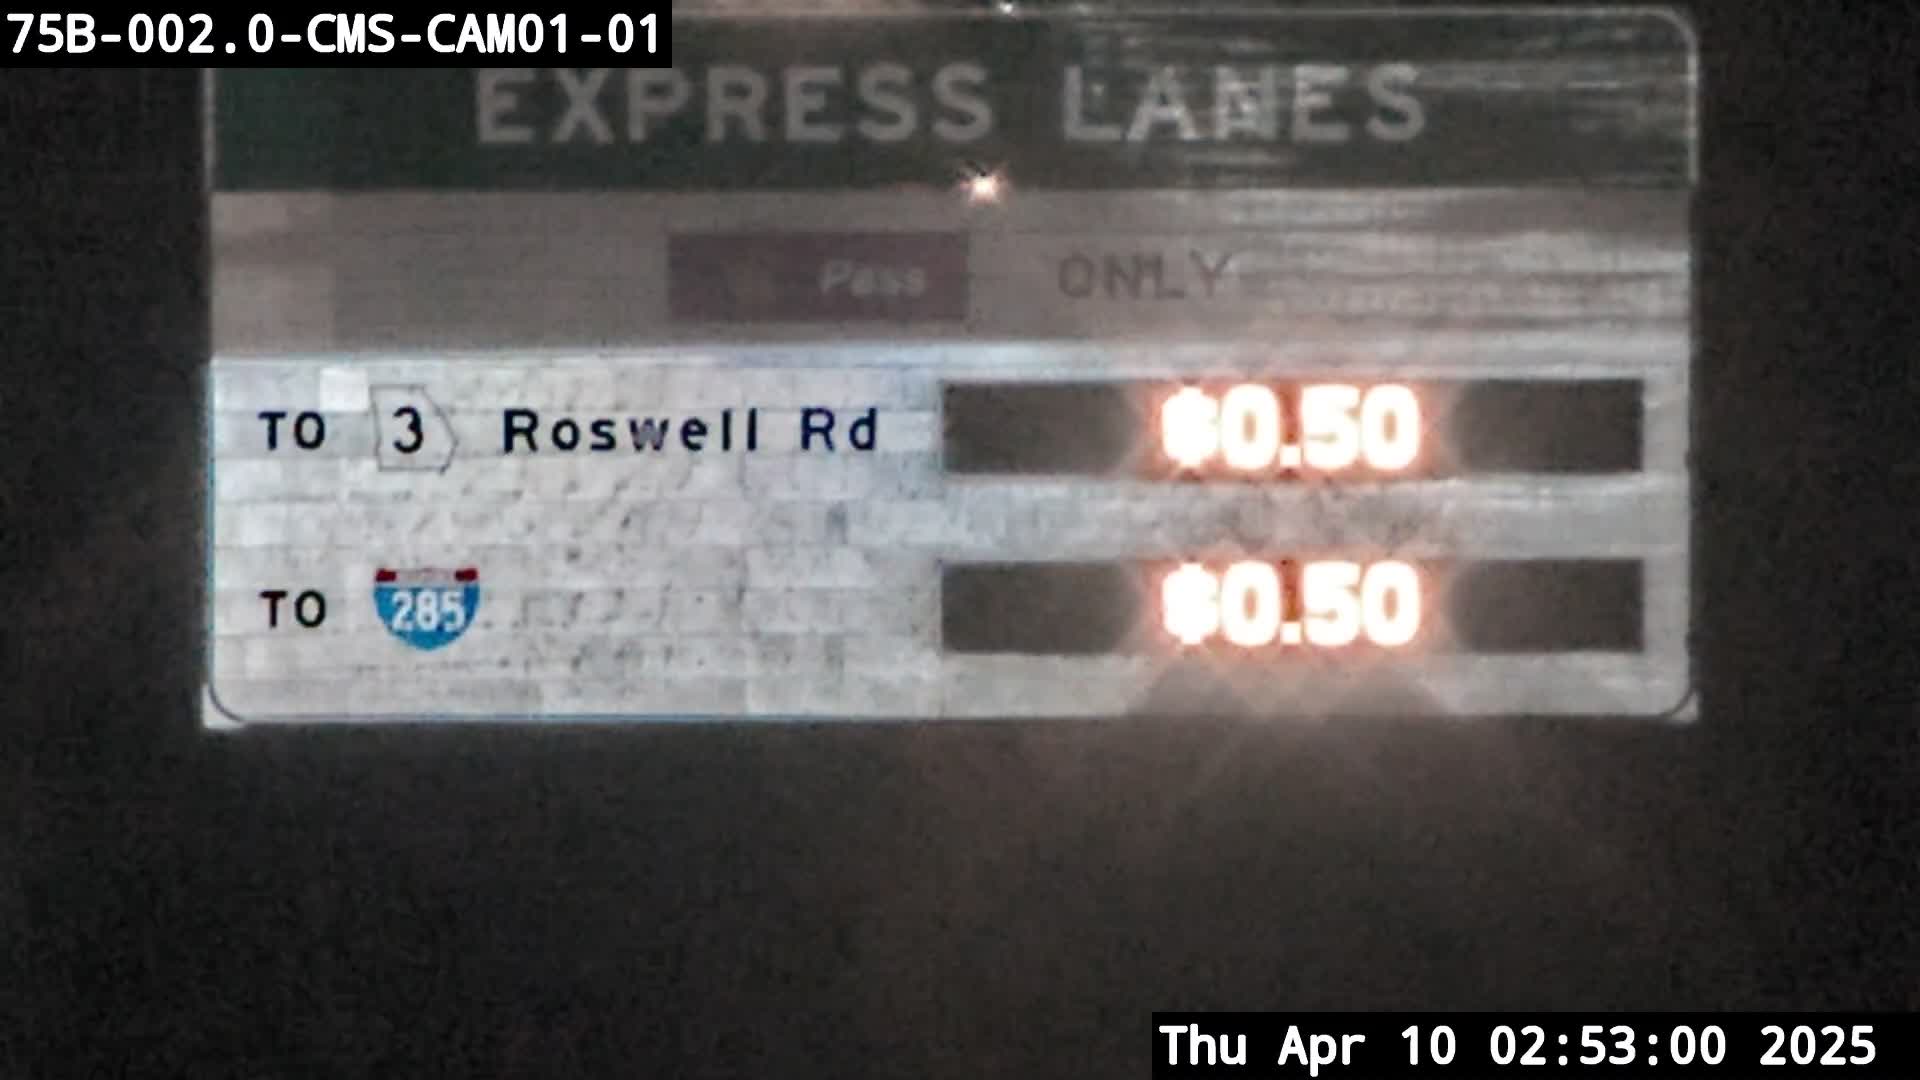 75B-002.0-CMS-CAM01-01
EXPRESS LANES
Pass ONLY
TO 3 Roswell Rd $0.50
TO 285 $0.50
Thu Apr 10 02:53:00 2025